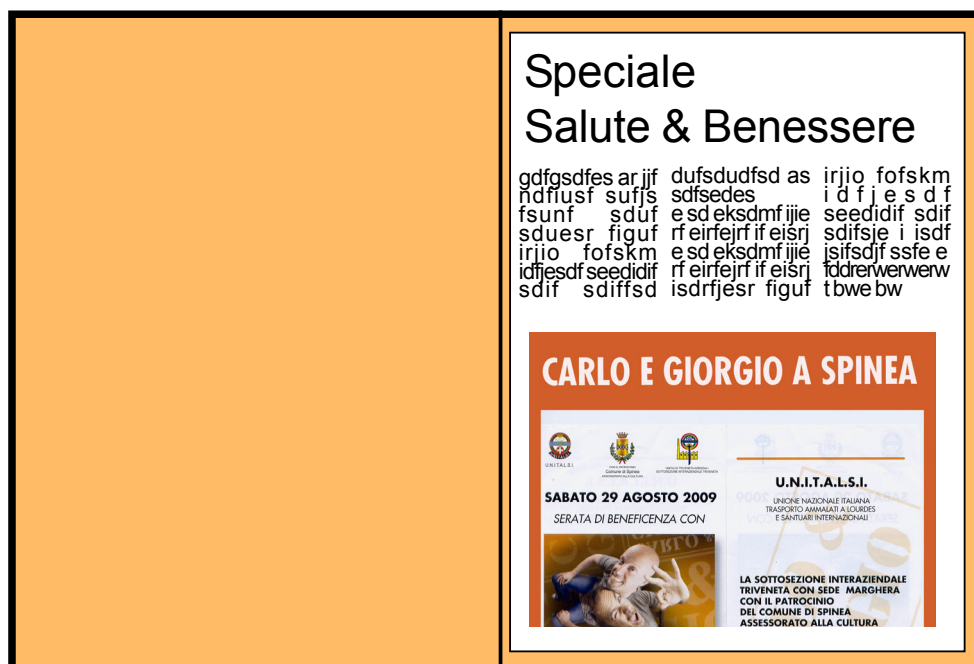 Speciale
Salute & Benessere
gdfgsdfes ar jjf
ndfiusf sufjs
fsunf sduf
sduesr figuf
irjio fofskm
idfjesdf seedidif
sdif sdiffsd
dufsdudfsd as
sdfsedes
e sd eksdmf ijie
rf eirfejrf if eisrj
e sd eksdmf ijie
rf eirfejrf if eisrj
isdrfjesr figuf
irjio fofskm
i d f j e s d f
seedidif sdif
sdifsje i isdf
jsifsdjf ssfe e
fddrerwerwerw
t bwe bw
CARLO E GIORGIO A SPINEA
U.N.I.T.A.L.S.I.
Comune di Spinea
SABATO 29 AGOSTO 2009
SERATA DI BENEFICENZA CON
U.N.I.T.A.L.S.I.
UNIONE NAZIONALE ITALIANA
TRASPORTO AMMALATI A LOURDES
E SANTUARI INTERNAZIONALI
LA SOTTOSEZIONE INTERAZIENDALE
TRIVENETA CON SEDE MARGHERA
CON IL PATROCINIO
DEL COMUNE DI SPINEA
ASSESSORATO ALLA CULTURA